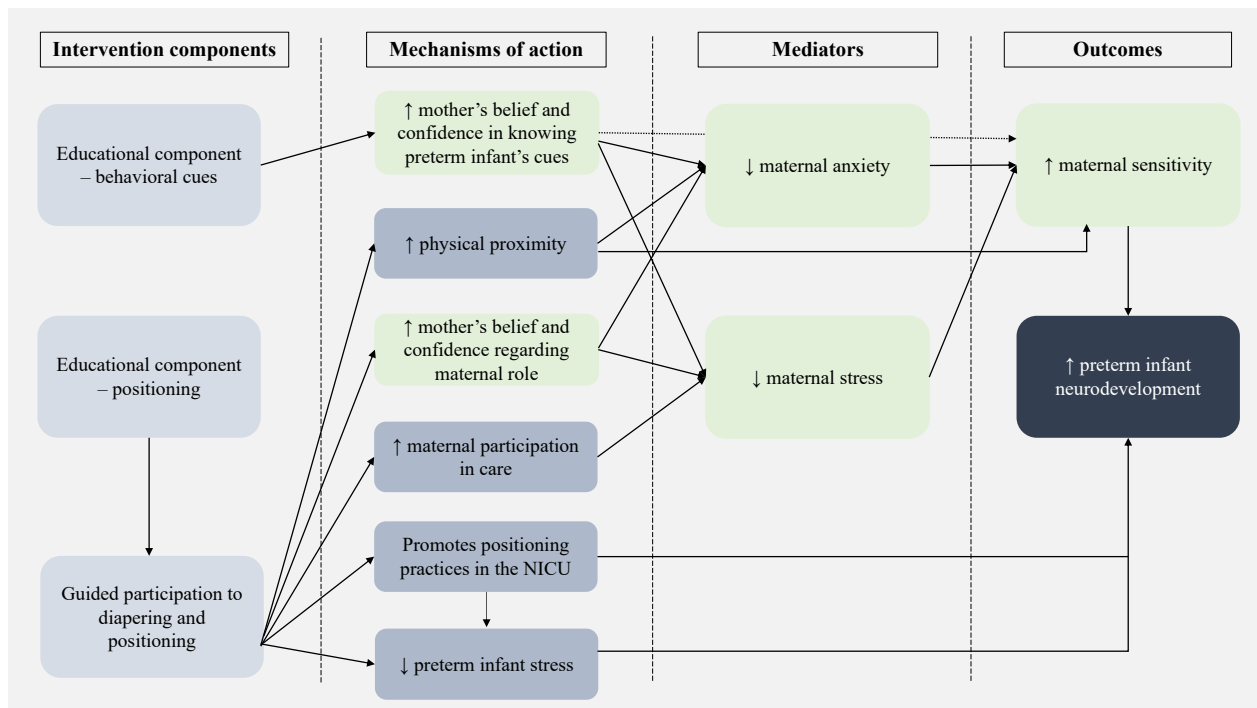 Intervention components
Mechanisms of action
Mediators
Outcomes
Educational component
– behavioral cues
Educational component
– positioning
Guided participation to
diapering and
positioning
↑ mother’s belief and
confidence in knowing
preterm infant’s cues
↑ physical proximity
↑ mother’s belief and
confidence regarding
maternal role
↑ maternal participation
in care
Promotes positioning
practices in the NICU
↓ preterm infant stress
↓ maternal anxiety
↓ maternal stress
↑ maternal sensitivity
↑ preterm infant
neurodevelopment